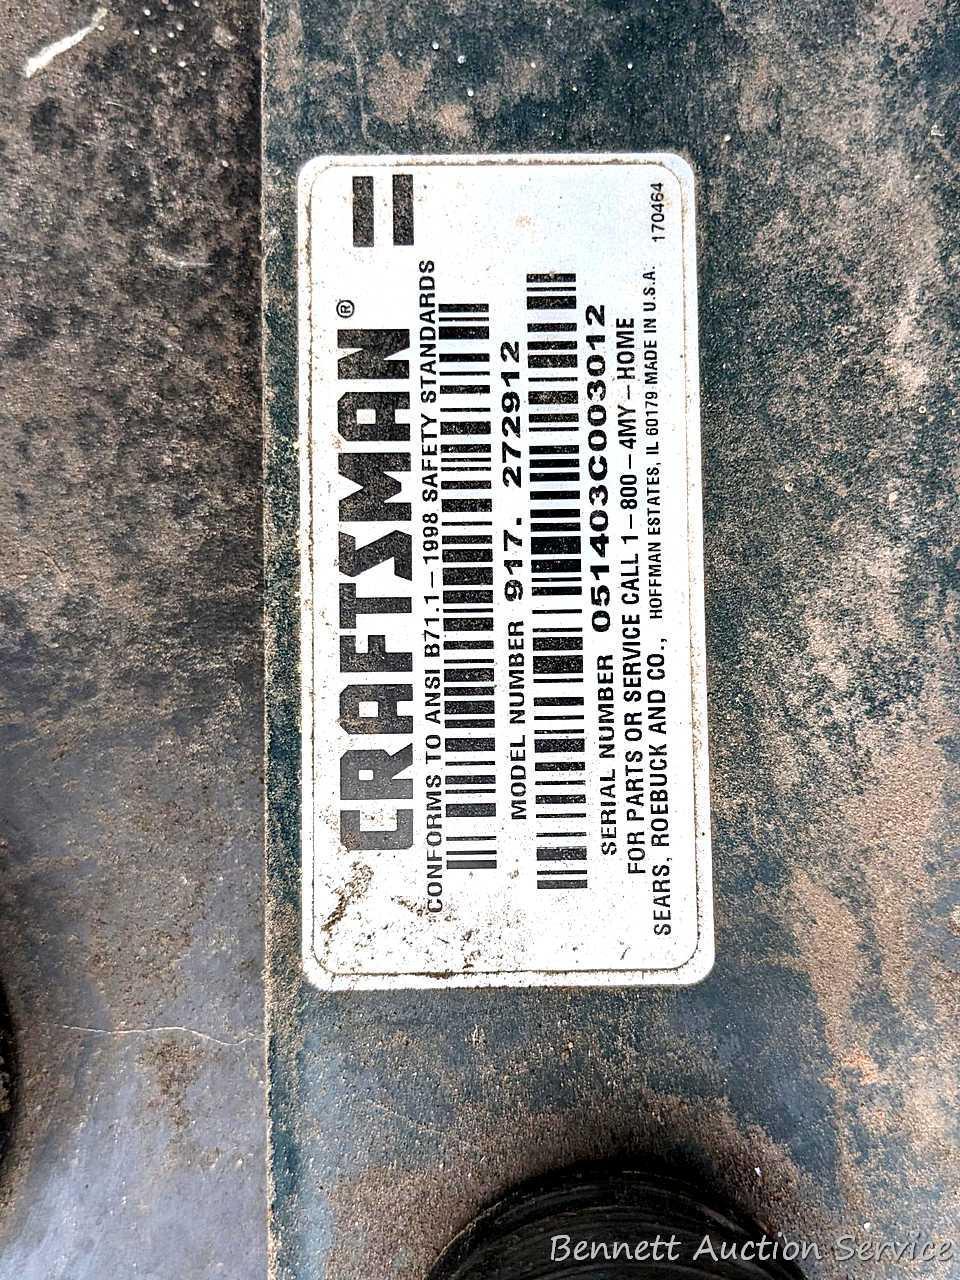 CRAFTSMAN®
CONFORMS TO ANSI B71.1-1998 SAFETY STANDARDS
MODEL NUMBER 917. 272912
SERIAL NUMBER 051403C003012
FOR PARTS OR SERVICE CALL 1-800-4MY-HOME
SEARS, ROEBUCK AND CO., HOFFMAN ESTATES, IL 60179 MADE IN U.S.A. 170464
Bennett Auction Service